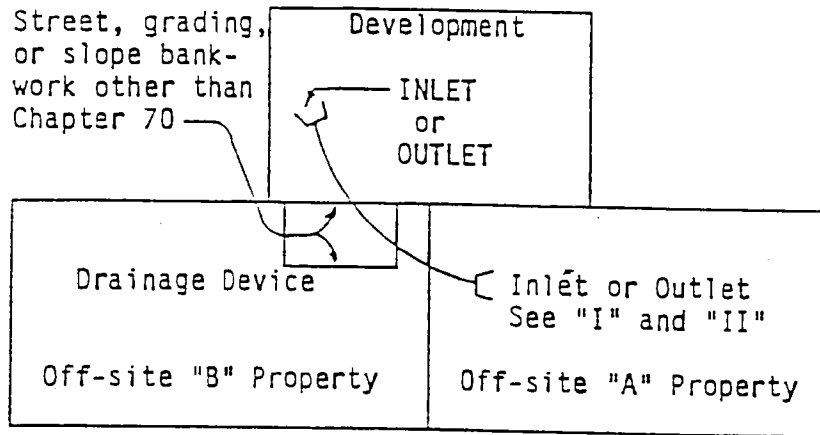 Street, grading,
or slope bank-
work other than
Chapter 70
Development
INLET
or
OUTLET
Drainage Device
Inlet or Outlet
See "I" and "II"
Off-site "B" Property
Off-site "A" Property